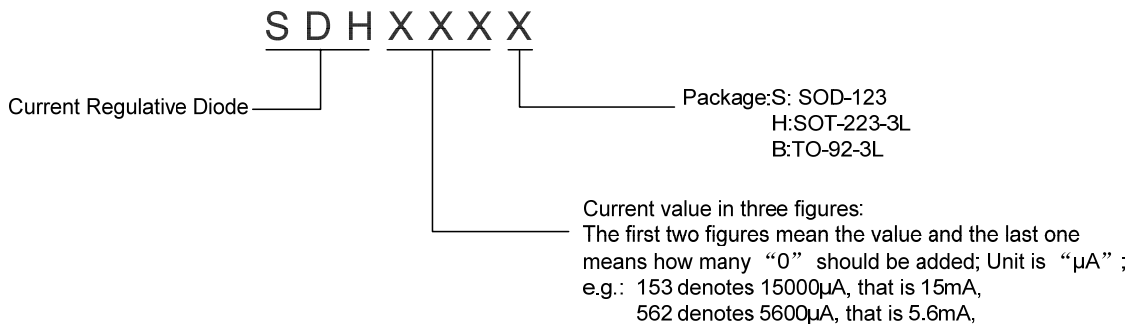 S D H X X X X
Current Regulative Diode
Package:S: SOD-123
H:SOT-223-3L
B:TO-92-3L
Current value in three figures:
The first two figures mean the value and the last one
means how many “0” should be added; Unit is “μA” ;
e.g.: 153 denotes 15000μA, that is 15mA,
562 denotes 5600μA, that is 5.6mA,